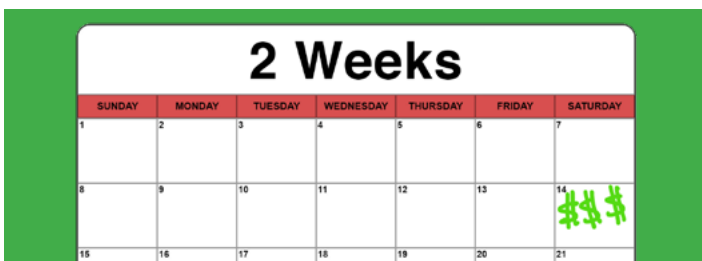 2 Weeks
SUNDAY MONDAY TUESDAY WEDNESDAY THURSDAY FRIDAY SATURDAY
1 2 3 4 5 6 7
8 9 10 11 12 13 14
$$$
15 16 17 18 19 20 21